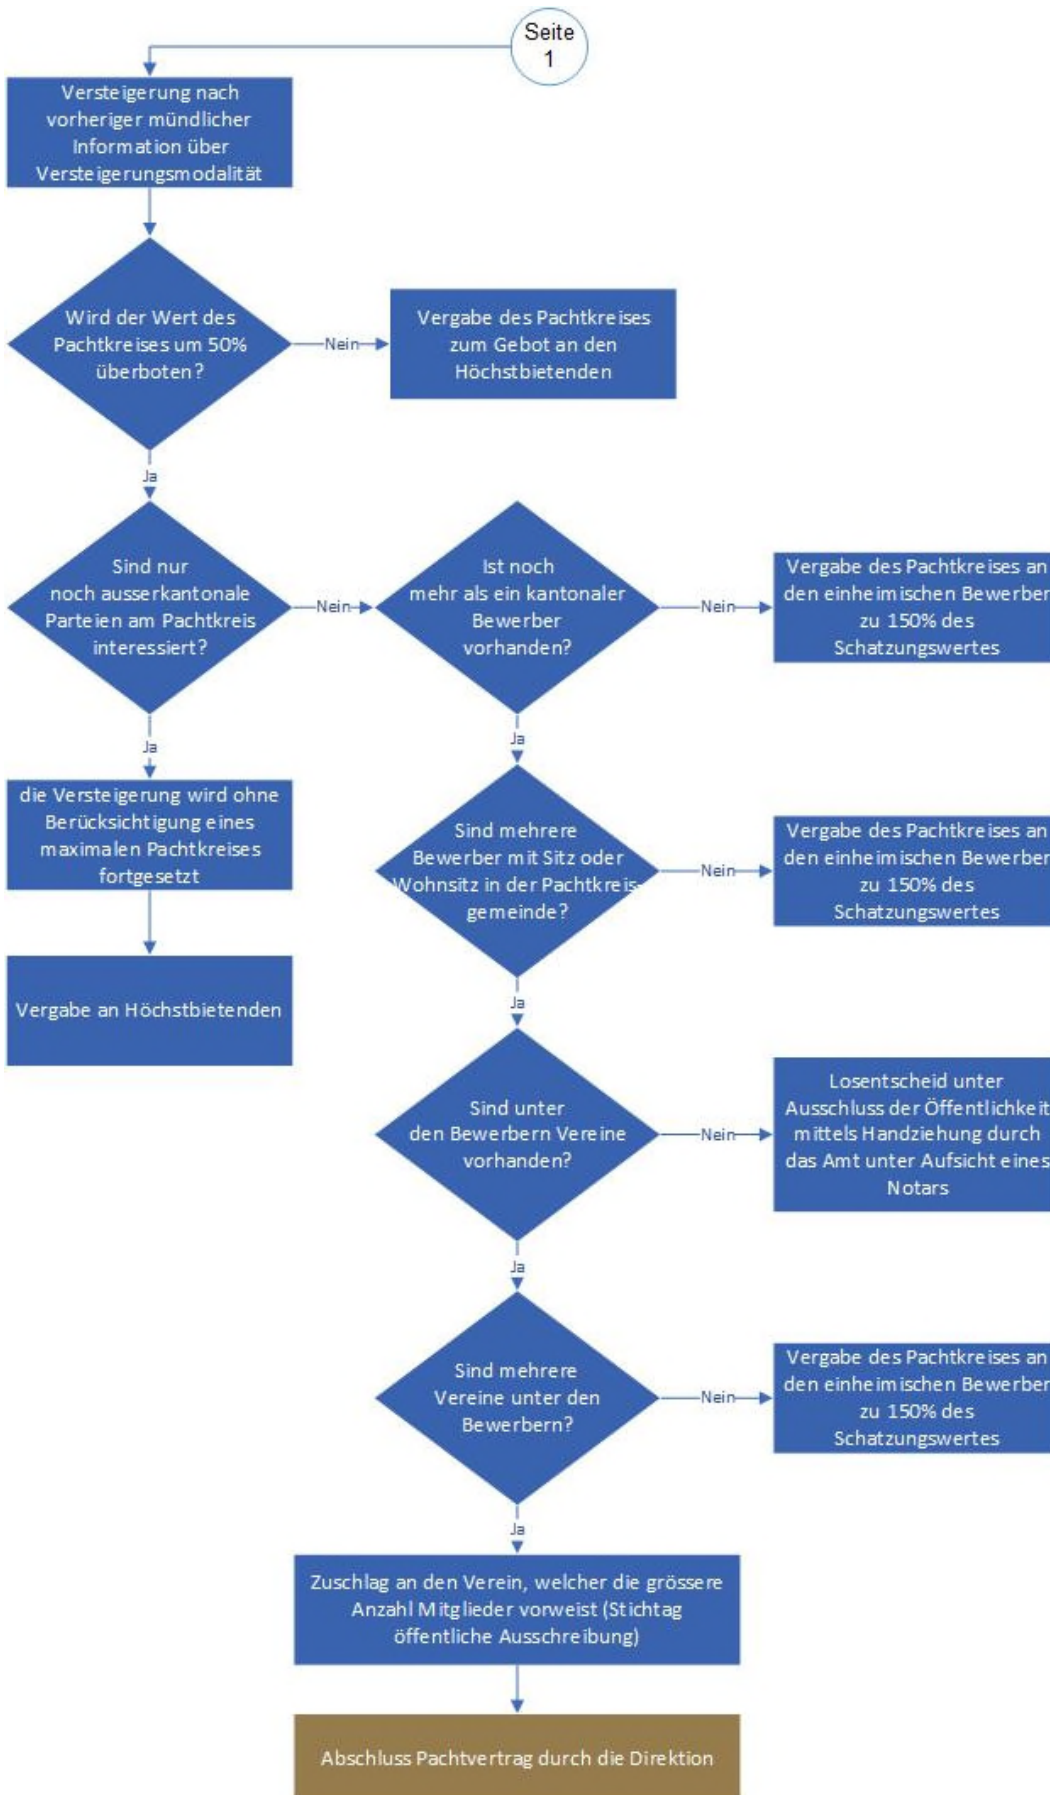 Seite
1
Versteigerung nach
vorheriger mündlicher
Information über
Versteigerungsmodalität
Wird der Wert des
Pachtkreises um 50%
überboten?
Nein
Vergabe des Pachtkreises
zum Gebot an den
Höchstbietenden
Ja
Sind nur
noch ausserkantonale
Parteien am Pachtkreis
interessiert?
Nein
Ist noch
mehr als ein kantonaler
Bewerber
vorhanden?
Nein
Vergabe des Pachtkreises an
den einheimischen Bewerber
zu 150% des
Schatzungswertes
Ja
Ja
die Versteigerung wird ohne
Berücksichtigung eines
maximalen Pachtkreises
fortgesetzt
Sind mehrere
Bewerber mit Sitz oder
Wohnsitz in der Pachtkreis-
gemeinde?
Nein
Vergabe des Pachtkreises an
den einheimischen Bewerber
zu 150% des
Schatzungswertes
Vergabe an Höchstbietenden
Ja
Sind unter
den Bewerbern Vereine
vorhanden?
Nein
Losentscheid unter
Ausschluss der Öffentlichkeit
mittels Handziehung durch
das Amt unter Aufsicht eines
Notars
Ja
Sind mehrere
Vereine unter den
Bewerbern?
Nein
Vergabe des Pachtkreises an
den einheimischen Bewerber
zu 150% des
Schatzungswertes
Ja
Zuschlag an den Verein, welcher die grössere
Anzahl Mitglieder vorweist (Stichtag
öffentliche Ausschreibung)
Abschluss Pachtvertrag durch die Direktion